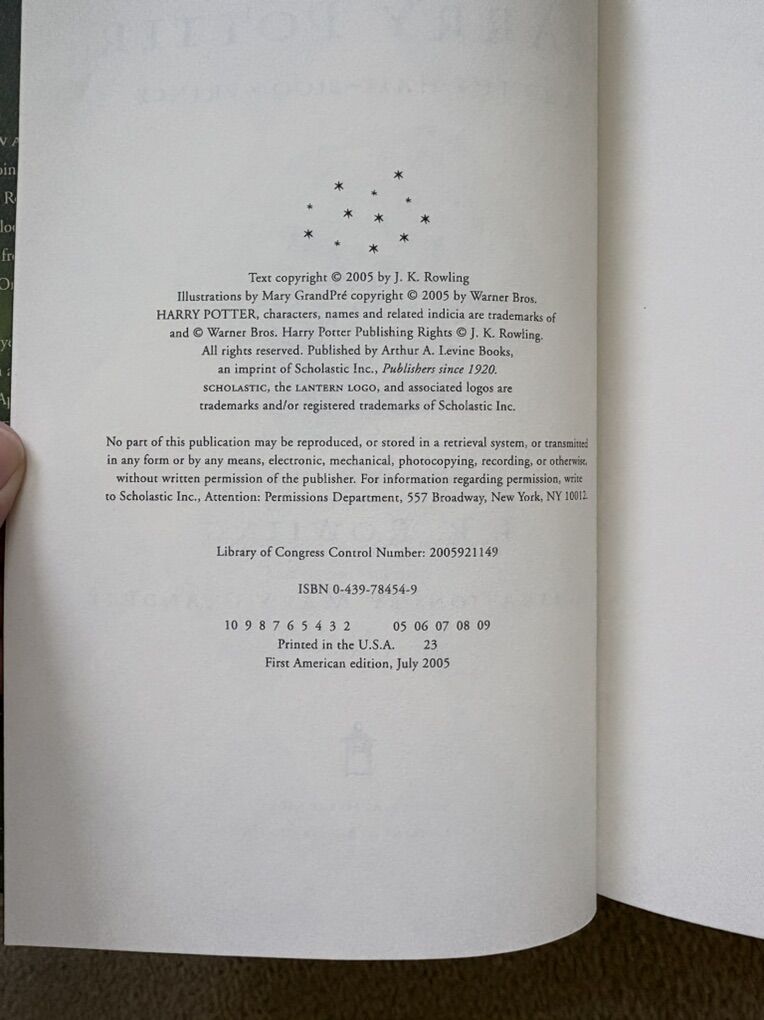 Text copyright © 2005 by J. K. Rowling
Illustrations by Mary GrandPré copyright © 2005 by Warner Bros.
HARRY POTTER, characters, names and related indicia are trademarks of
and © Warner Bros. Harry Potter Publishing Rights © J. K. Rowling.
All rights reserved. Published by Arthur A. Levine Books,
an imprint of Scholastic Inc., Publishers since 1920.
SCHOLASTIC, the LANTERN LOGO, and associated logos are
trademarks and/or registered trademarks of Scholastic Inc.
No part of this publication may be reproduced, or stored in a retrieval system, or transmitted
in any form or by any means, electronic, mechanical, photocopying, recording, or otherwise,
without written permission of the publisher. For information regarding permission, write
to Scholastic Inc., Attention: Permissions Department, 557 Broadway, New York, NY 10012.
Library of Congress Control Number: 2005921149
ISBN 0-439-78454-9
10 9 8 7 6 5 4 3 2 05 06 07 08 09
Printed in the U.S.A. 23
First American edition, July 2005